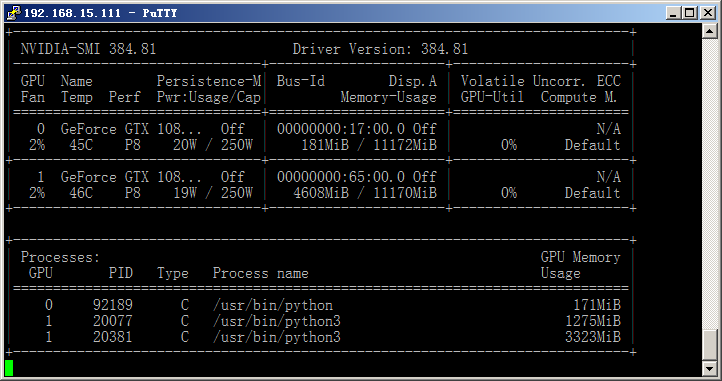 192.168.15.111 - PuTTY
NVIDIA-SMI 384.81 Driver Version: 384.81
GPU Name Persistence-M| Bus-Id Disp.A | Volatile Uncorr. ECC
Fan Temp Perf Pwr:Usage/Cap| Memory-Usage | GPU-Util Compute M.
0 GeForce GTX 108... Off | 00000000:17:00.0 Off | N/A
2% 45C P8 20W / 250W | 181MiB / 11172MiB | 0% Default
1 GeForce GTX 108... Off | 00000000:65:00.0 Off | N/A
2% 46C P8 19W / 250W | 4608MiB / 11170MiB | 0% Default
Processes: GPU Memory
GPU PID Type Process name Usage
0 92189 C /usr/bin/python 171MiB
1 20077 C /usr/bin/python3 1275MiB
1 20381 C /usr/bin/python3 3323MiB